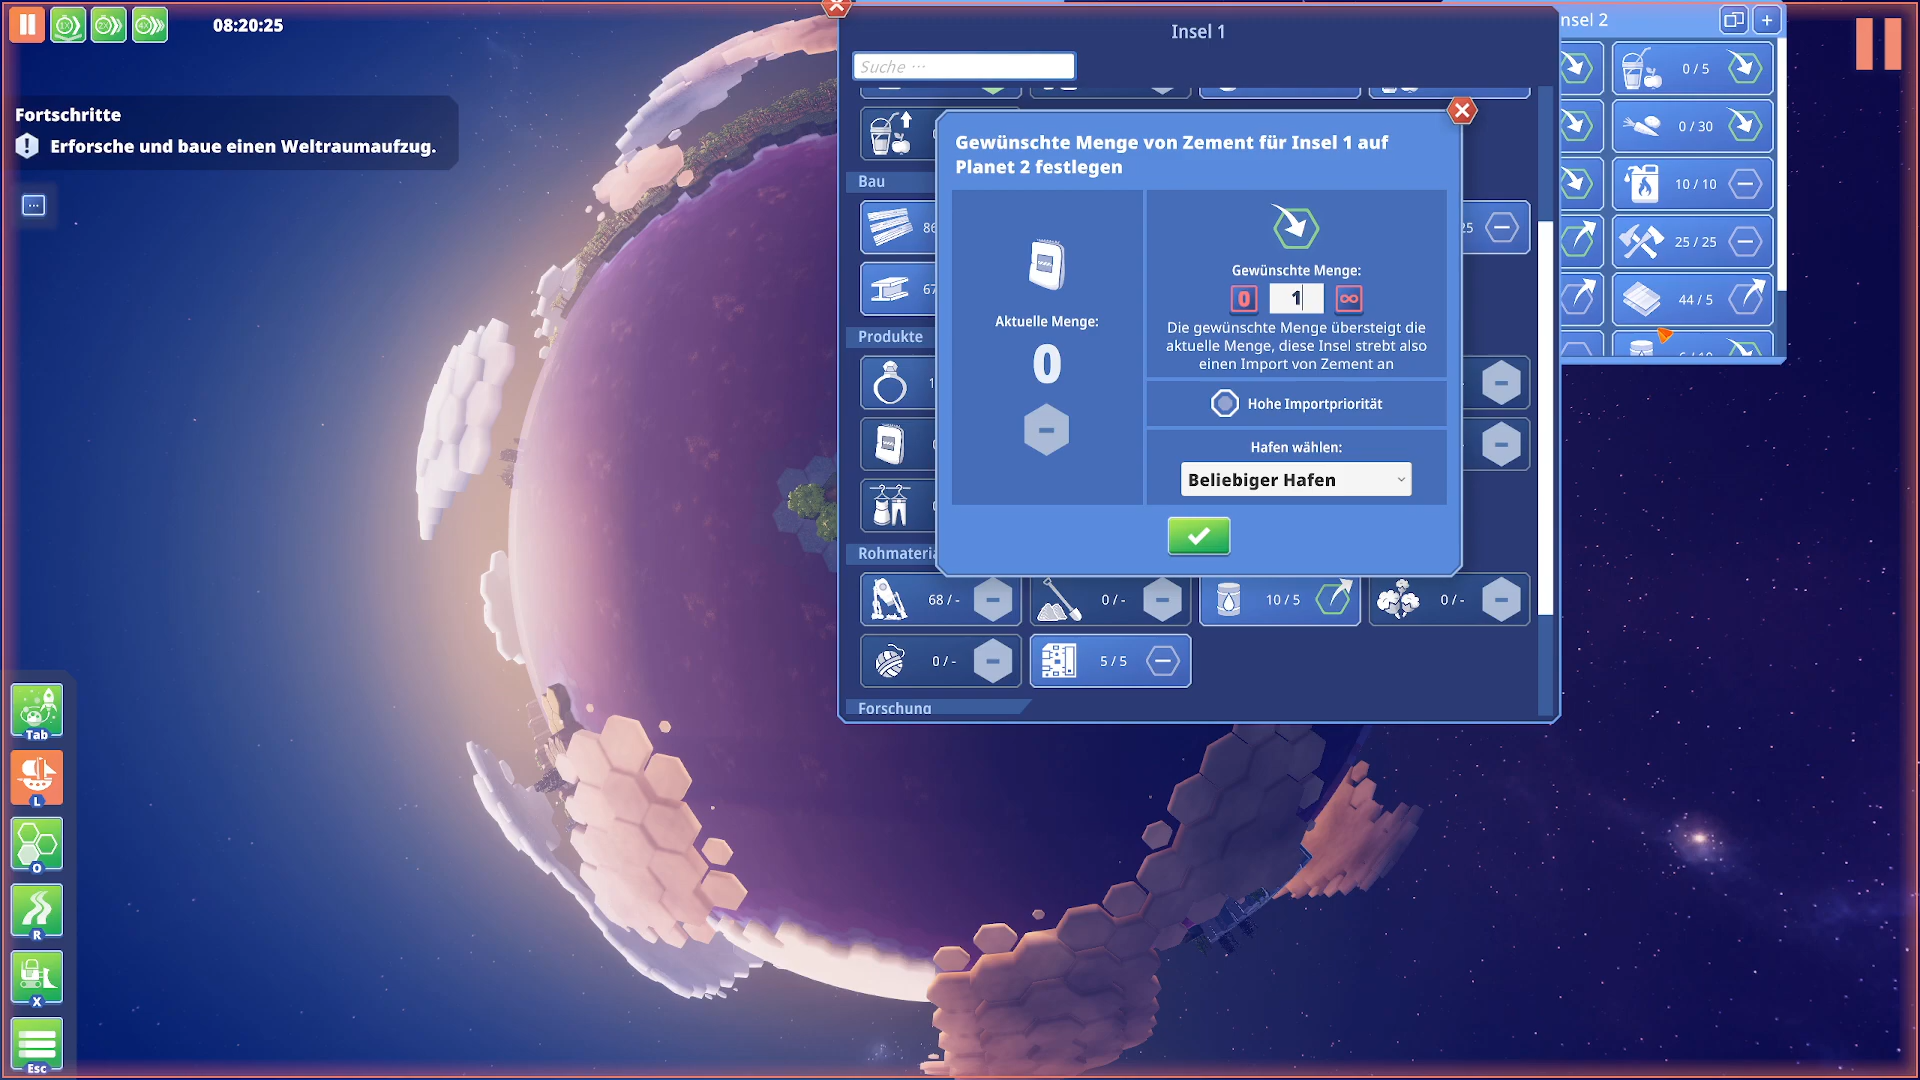 08:20:25
Fortschritte
Erforsche und baue einen Weltraumaufzug.
Tab
L
O
R
X
Esc
Insel 1
Suche ...
Bau
86
67
Produkte
Rohmateria
68 / -
0 / -
10 / 5
0 / -
0 / -
5 / 5
Forschung
Gewünschte Menge von Zement für Insel 1 auf
Planet 2 festlegen
Aktuelle Menge:
0
Gewünschte Menge:
0
1
∞
Die gewünschte Menge übersteigt die
aktuelle Menge, diese Insel strebt also
einen Import von Zement an
Hohe Importpriorität
Hafen wählen:
Beliebiger Hafen
nsel 2
0 / 5
0 / 30
10 / 10
25 / 25
44 / 5